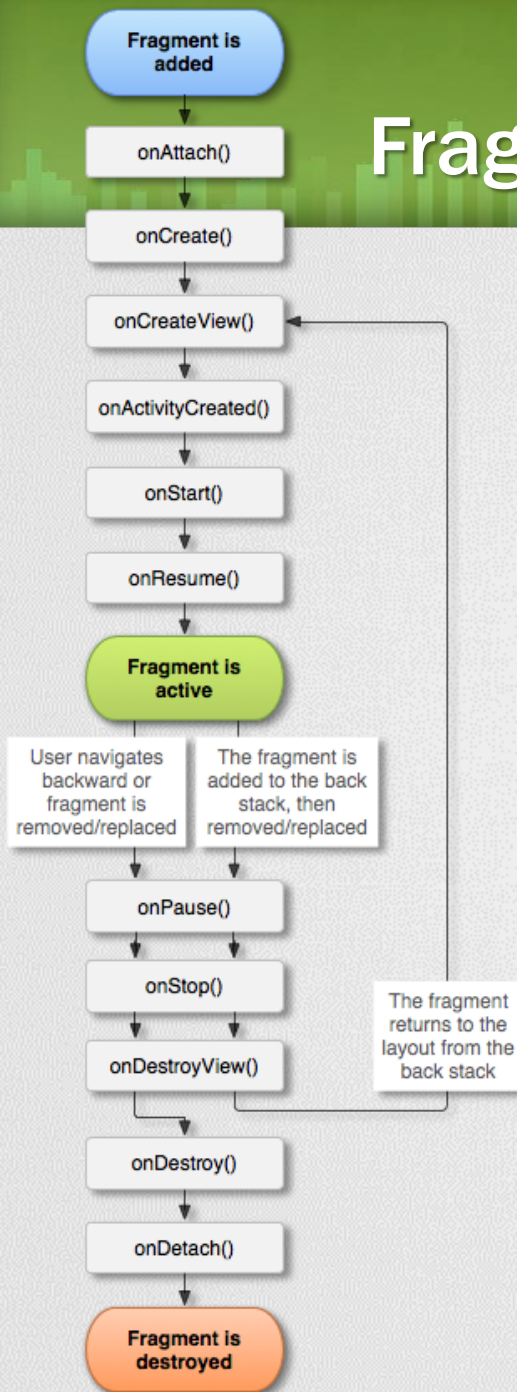 Fragment is
added
Frag
onAttach()
onCreate()
onCreateView()
onActivityCreated()
onStart()
onResume()
Fragment is
active
User navigates
backward or
fragment is
removed/replaced
The fragment is
added to the back
stack, then
removed/replaced
onPause()
onStop()
onDestroyView()
The fragment
returns to the
layout from the
back stack
onDestroy()
onDetach()
Fragment is
destroyed